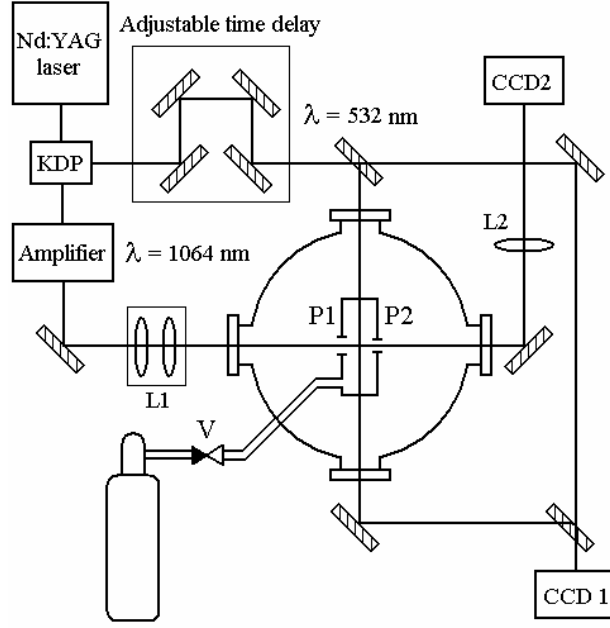 Nd:YAG
laser
Adjustable time delay
CCD2
λ = 532 nm
KDP
L2
Amplifier
λ = 1064 nm
P1
P2
L1
V
CCD 1